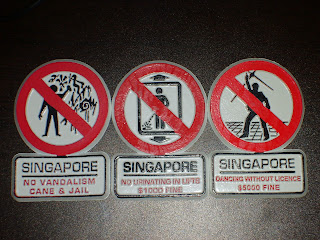 SINGAPORE
NO VANDALISM
CANE & JAIL
SINGAPORE
NO URINATING IN LIFTS
$1000 FINE
SINGAPORE
DANCING WITHOUT LICENCE
$5000 FINE